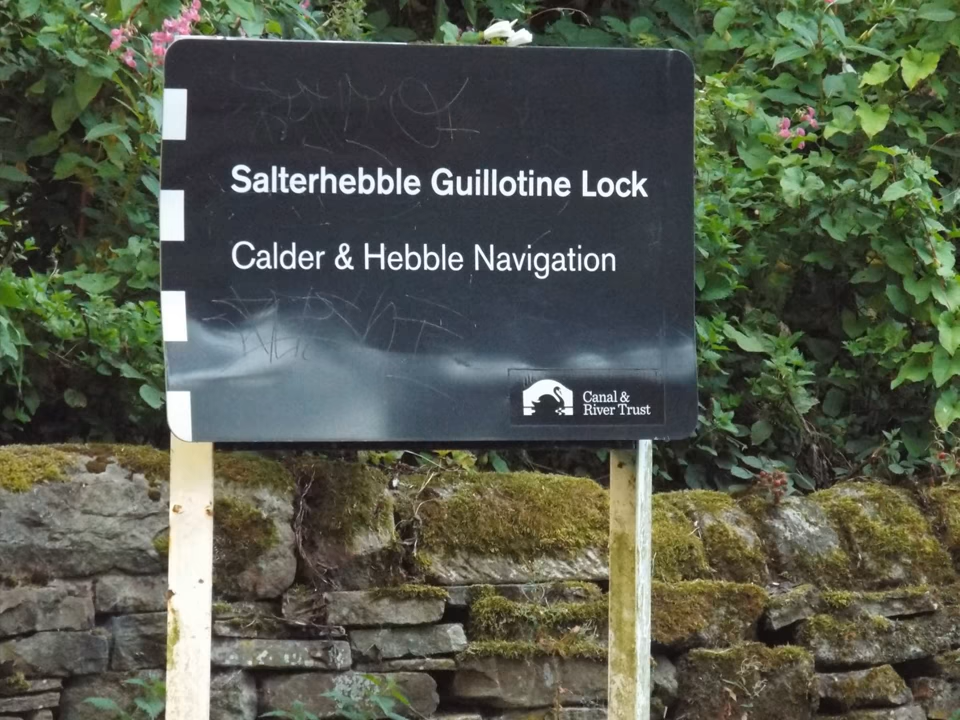 Salterhebble Guillotine Lock
Calder & Hebble Navigation
Canal &
River Trust